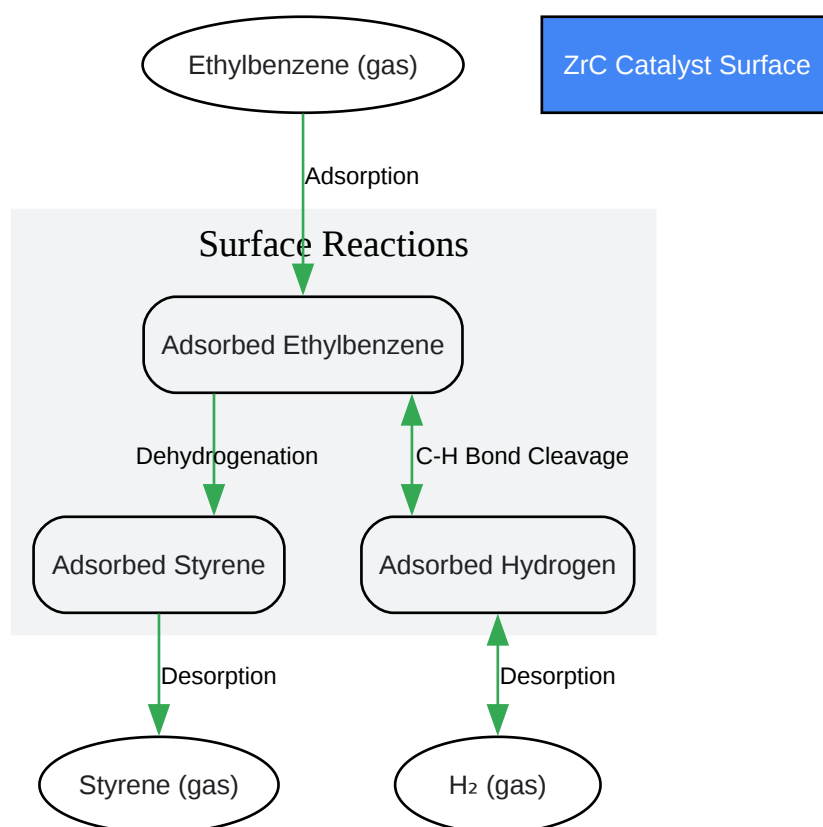 Ethylbenzene (gas)
ZrC Catalyst Surface
Adsorption
Surface Reactions
Adsorbed Ethylbenzene
Dehydrogenation
C-H Bond Cleavage
Adsorbed Styrene
Adsorbed Hydrogen
Desorption
Desorption
Styrene (gas)
H₂ (gas)